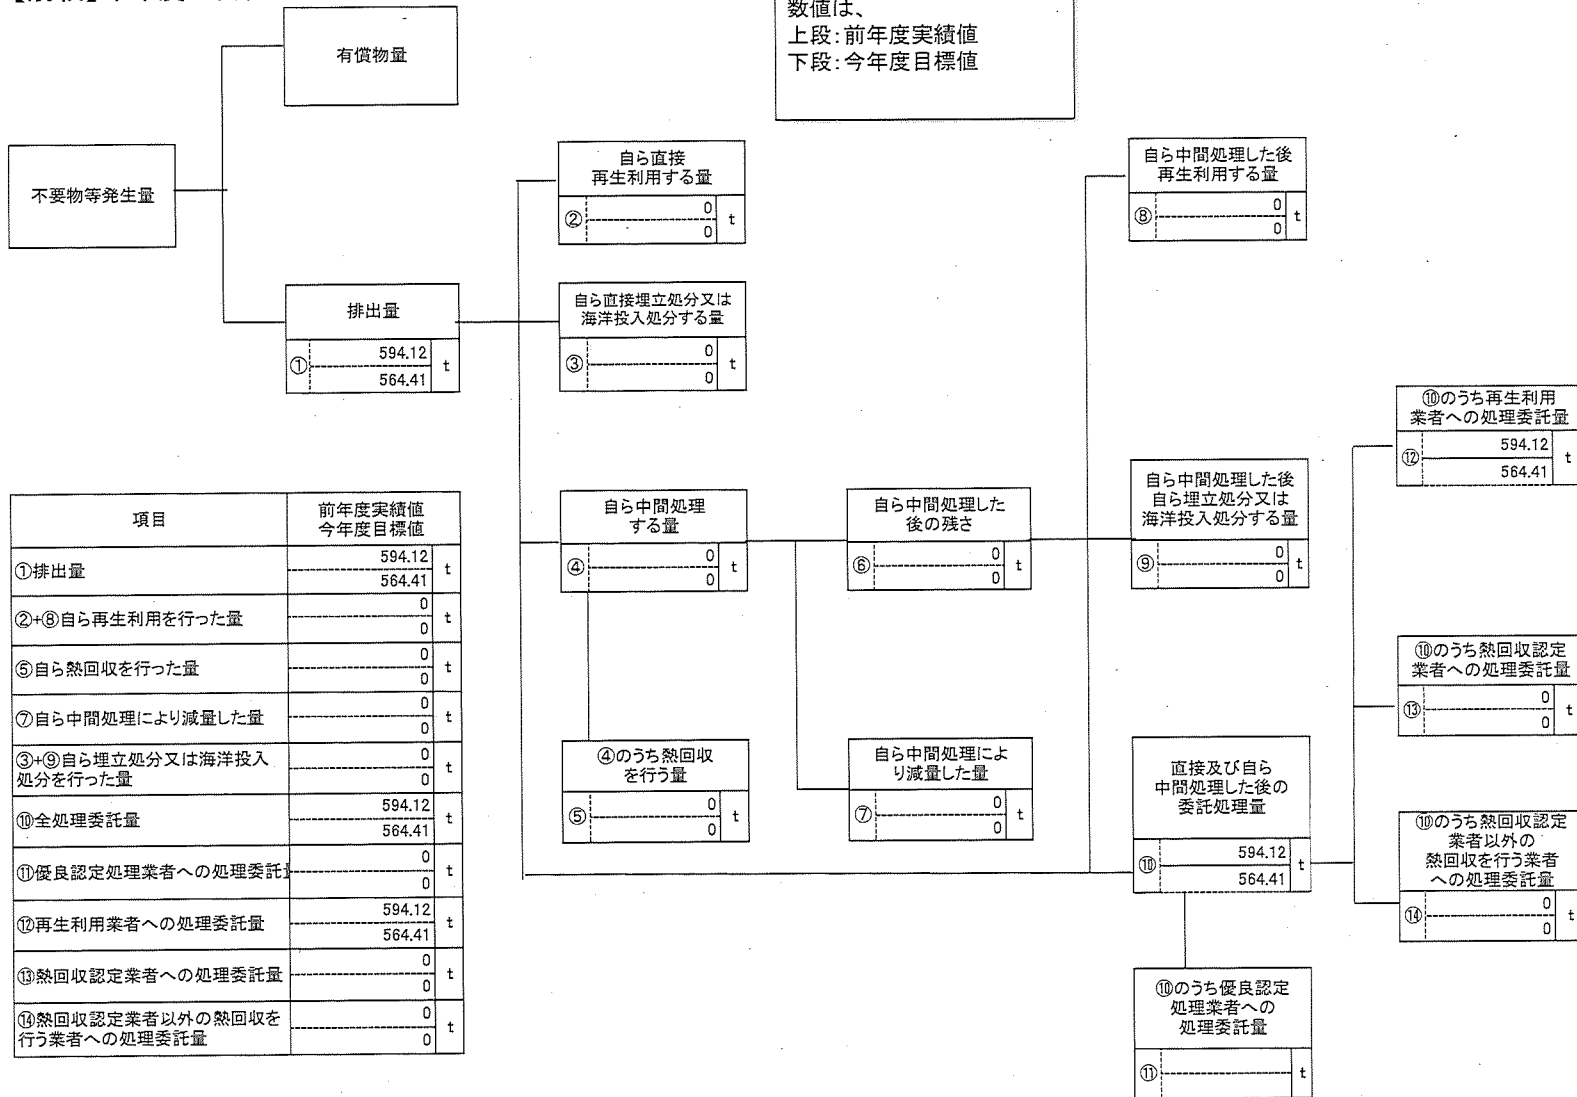 数値は、
上段:前年度実績値
下段:今年度目標値
有償物量
不要物等発生量
排出量
① 594.12 t
564.41
自ら直接
再生利用する量
② 0 t
0
自ら直接埋立処分又は
海洋投入処分する量
③ 0 t
0
自ら中間処理
する量
④ 0 t
0
④のうち熱回収
を行う量
⑤ 0 t
0
自ら中間処理した
後の残さ
⑥ 0 t
0
自ら中間処理によ
り減量した量
⑦ 0 t
0
自ら中間処理した後
再生利用する量
⑧ 0 t
0
自ら中間処理した後
自ら埋立処分又は
海洋投入処分する量
⑨ 0 t
0
直接及び自ら
中間処理した後の
委託処理量
⑩ 594.12 t
564.41
⑩のうち優良認定
処理業者への
処理委託量
⑪ t
⑩のうち再生利用
業者への処理委託量
⑫ 594.12 t
564.41
⑩のうち熱回収認定
業者への処理委託量
⑬ 0 t
0
⑩のうち熱回収認定
業者以外の
熱回収を行う業者
への処理委託量
⑭ 0 t
0
項目 前年度実績値
今年度目標値
①排出量 594.12 t
564.41
②+⑧自ら再生利用を行った量 0 t
0
⑤自ら熱回収を行った量 0 t
0
⑦自ら中間処理により減量した量 0 t
0
③+⑨自ら埋立処分又は海洋投入
処分を行った量 0 t
0
⑩全処理委託量 594.12 t
564.41
⑪優良認定処理業者への処理委託 0 t
0
⑫再生利用業者への処理委託量 594.12 t
564.41
⑬熱回収認定業者への処理委託量 0 t
0
⑭熱回収認定業者以外の熱回収を
行う業者への処理委託量 0 t
0